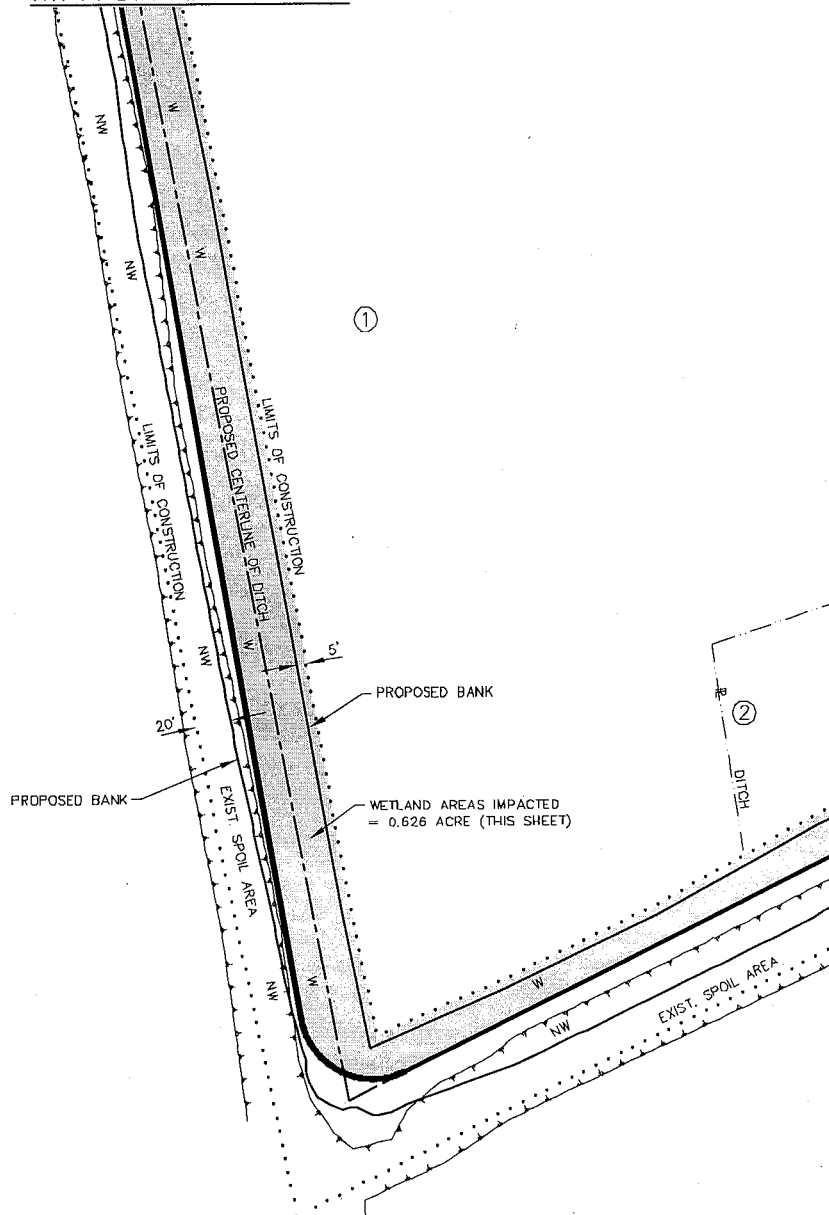 NW
W
NW
W
①
LIMITS OF CONSTRUCTION
PROPOSED CENTERLINE OF DITCH
LIMITS OF CONSTRUCTION
NW
W
5'
PROPOSED BANK
20'
PROPOSED BANK
PL
②
DITCH
EXIST. SPOIL AREA
WETLAND AREAS IMPACTED
= 0.626 ACRE (THIS SHEET)
NW
W
W
NW
EXIST. SPOIL AREA